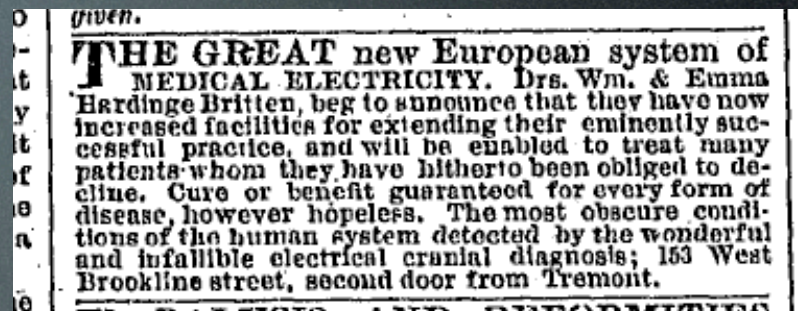 given.
THE GREAT new European system of
MEDICAL ELECTRICITY. Drs. Wm. & Emma
Hardinge Britten, beg to announce that they have now
increased facilities for extending their eminently suc-
cessful practice, and will be enabled to treat many
patients whom they have hitherto been obliged to de-
cline. Cure or benefit guaranteed for every form of
disease, however hopeless. The most obscure condi-
tions of the human system detected by the wonderful
and infallible electrical cranial diagnosis; 153 West
Brookline street, second door from Tremont.
AND DEFORMITIES